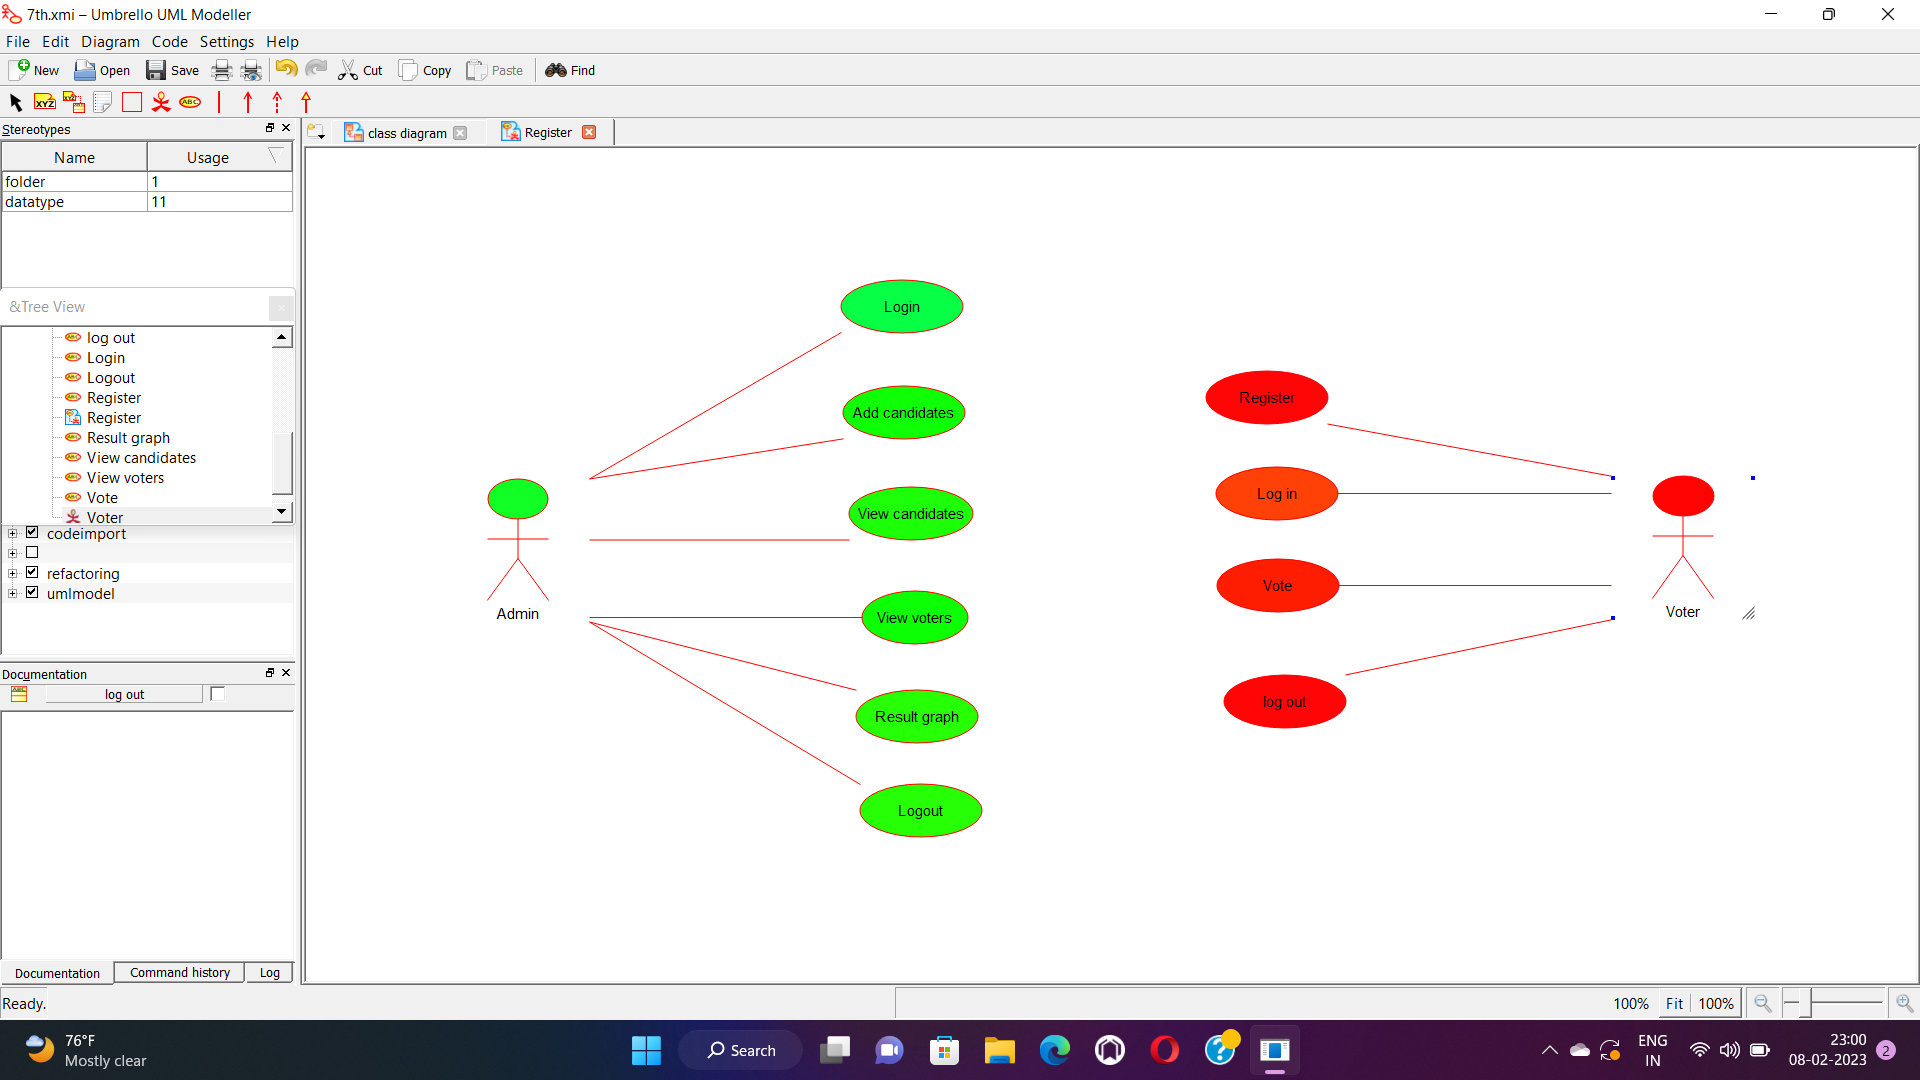 7th.xmi – Umbrello UML Modeller
File Edit Diagram Code Settings Help
New Open Save Cut Copy Paste Find
XYZ ABC
Stereotypes
class diagram Register
Name Usage
folder 1
datatype 11
&Tree View
log out
Login
Logout
Register
Register
Result graph
View candidates
View voters
Vote
Voter
codeimport
refactoring
umlmodel
Documentation
log out
Documentation Command history Log
Login
Add candidates
View candidates
View voters
Result graph
Logout
Admin
Register
Log in
Vote
log out
Voter
Ready.
100% Fit 100%
76°F
Mostly clear
Search
ENG
IN
23:00
08-02-2023
2